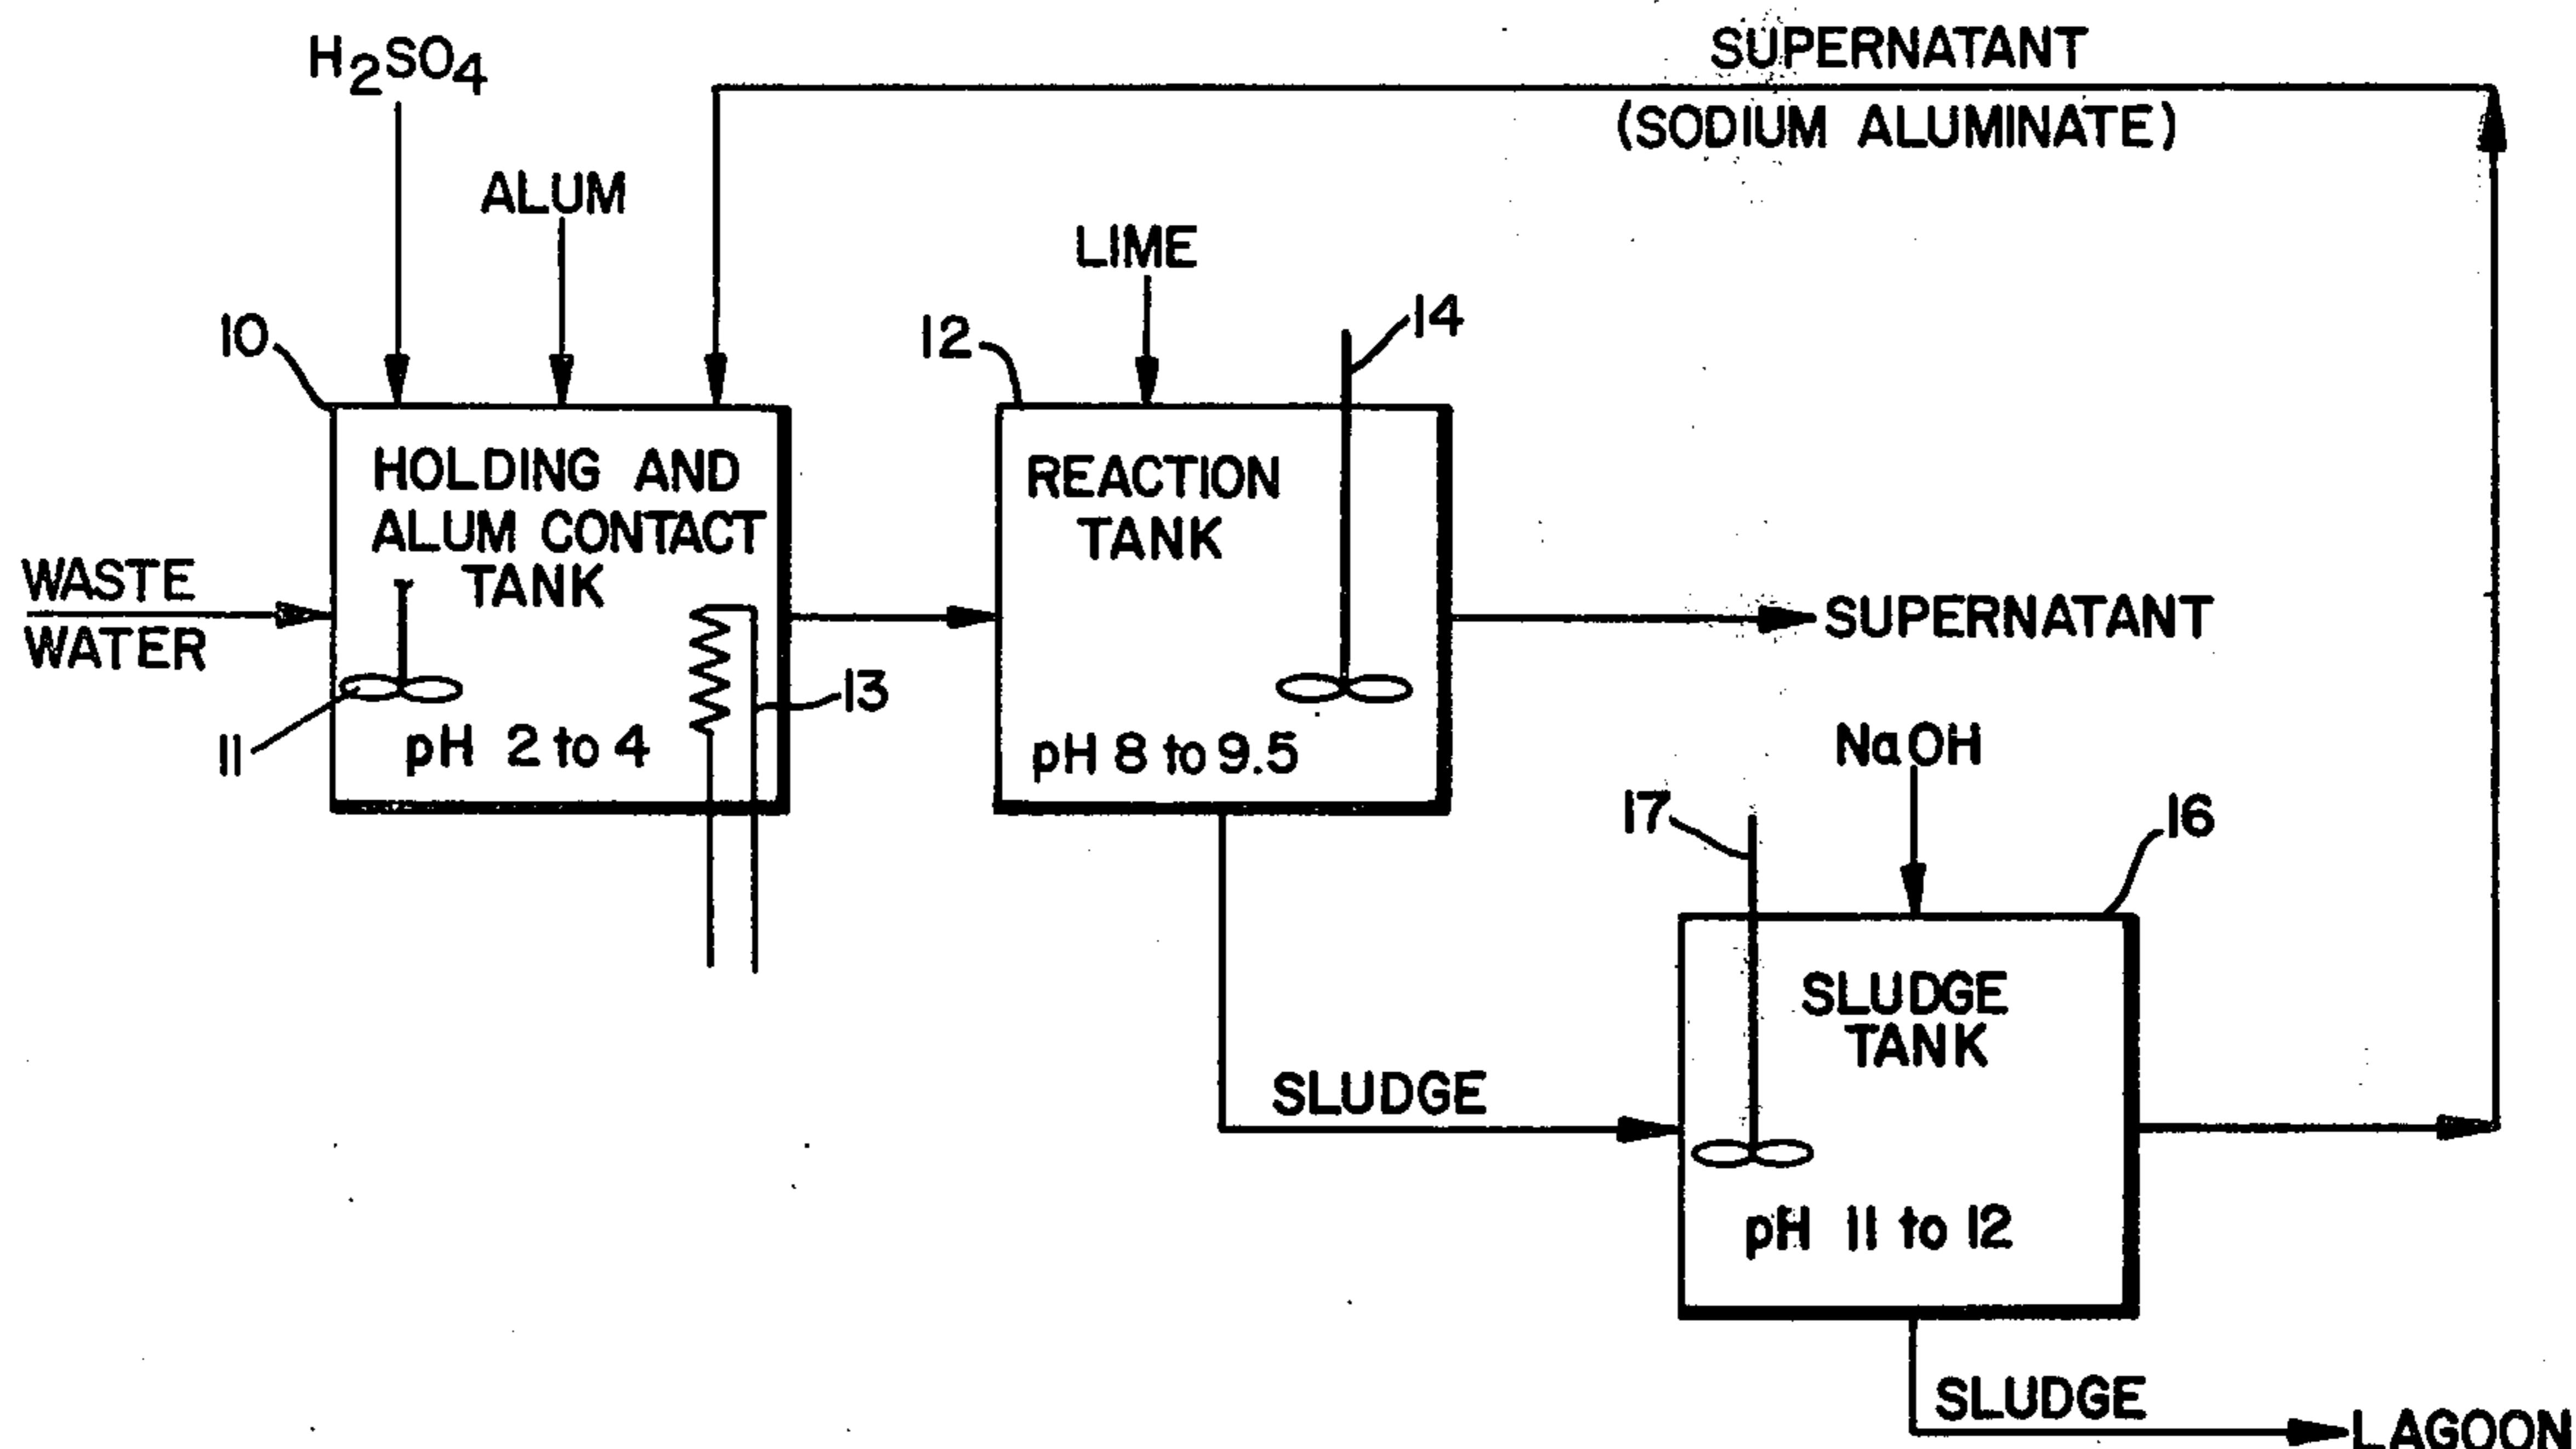 H2SO4
SUPERNATANT
(SODIUM ALUMINATE)
ALUM
LIME
10
12
14
HOLDING AND
ALUM CONTACT
TANK
REACTION
TANK
WASTE
WATER
SUPERNATANT
13
11
pH 2 to 4
pH 8 to 9.5
NaOH
17
16
SLUDGE
TANK
SLUDGE
pH 11 to 12
SLUDGE
LAGOON